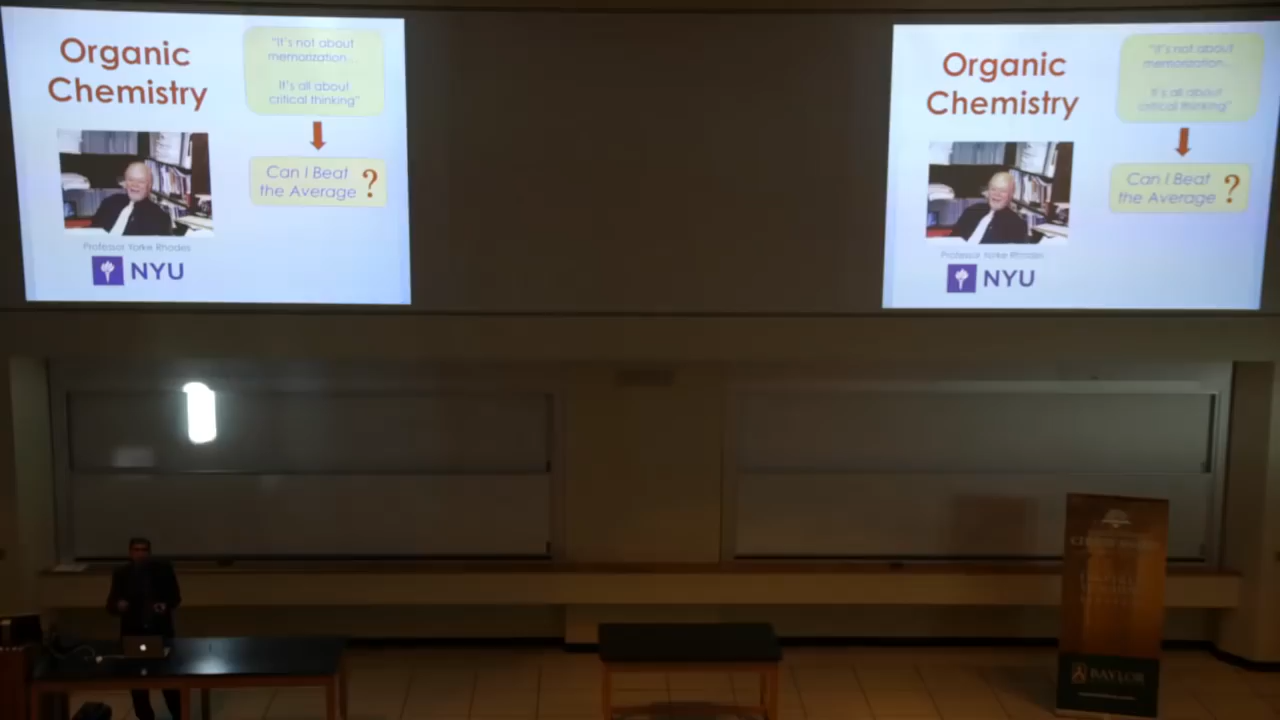 Organic
Chemistry
"It's not about
memorization...
It's all about
critical thinking"
Can I Beat
the Average ?
Professor Yorke Rhodes
NYU
Organic
Chemistry
"It's not about
memorization...
It's all about
critical thinking"
Can I Beat
the Average ?
Professor Yorke Rhodes
NYU
BAYLOR